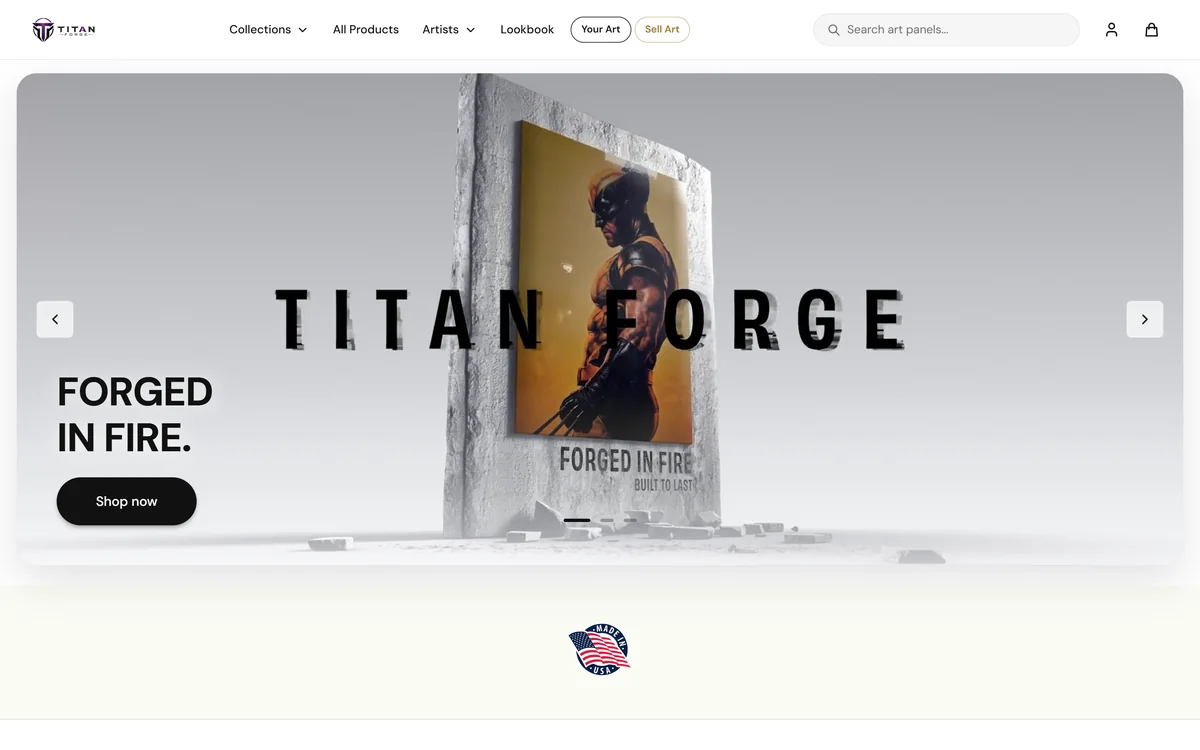 TITAN
FORGE
Collections
All Products
Artists
Lookbook
Your Art
Sell Art
Search art panels...
TITAN FORGE
FORGED
IN FIRE.
Shop now
FORGED IN FIRE
BUILT TO LAST
MADE IN
USA